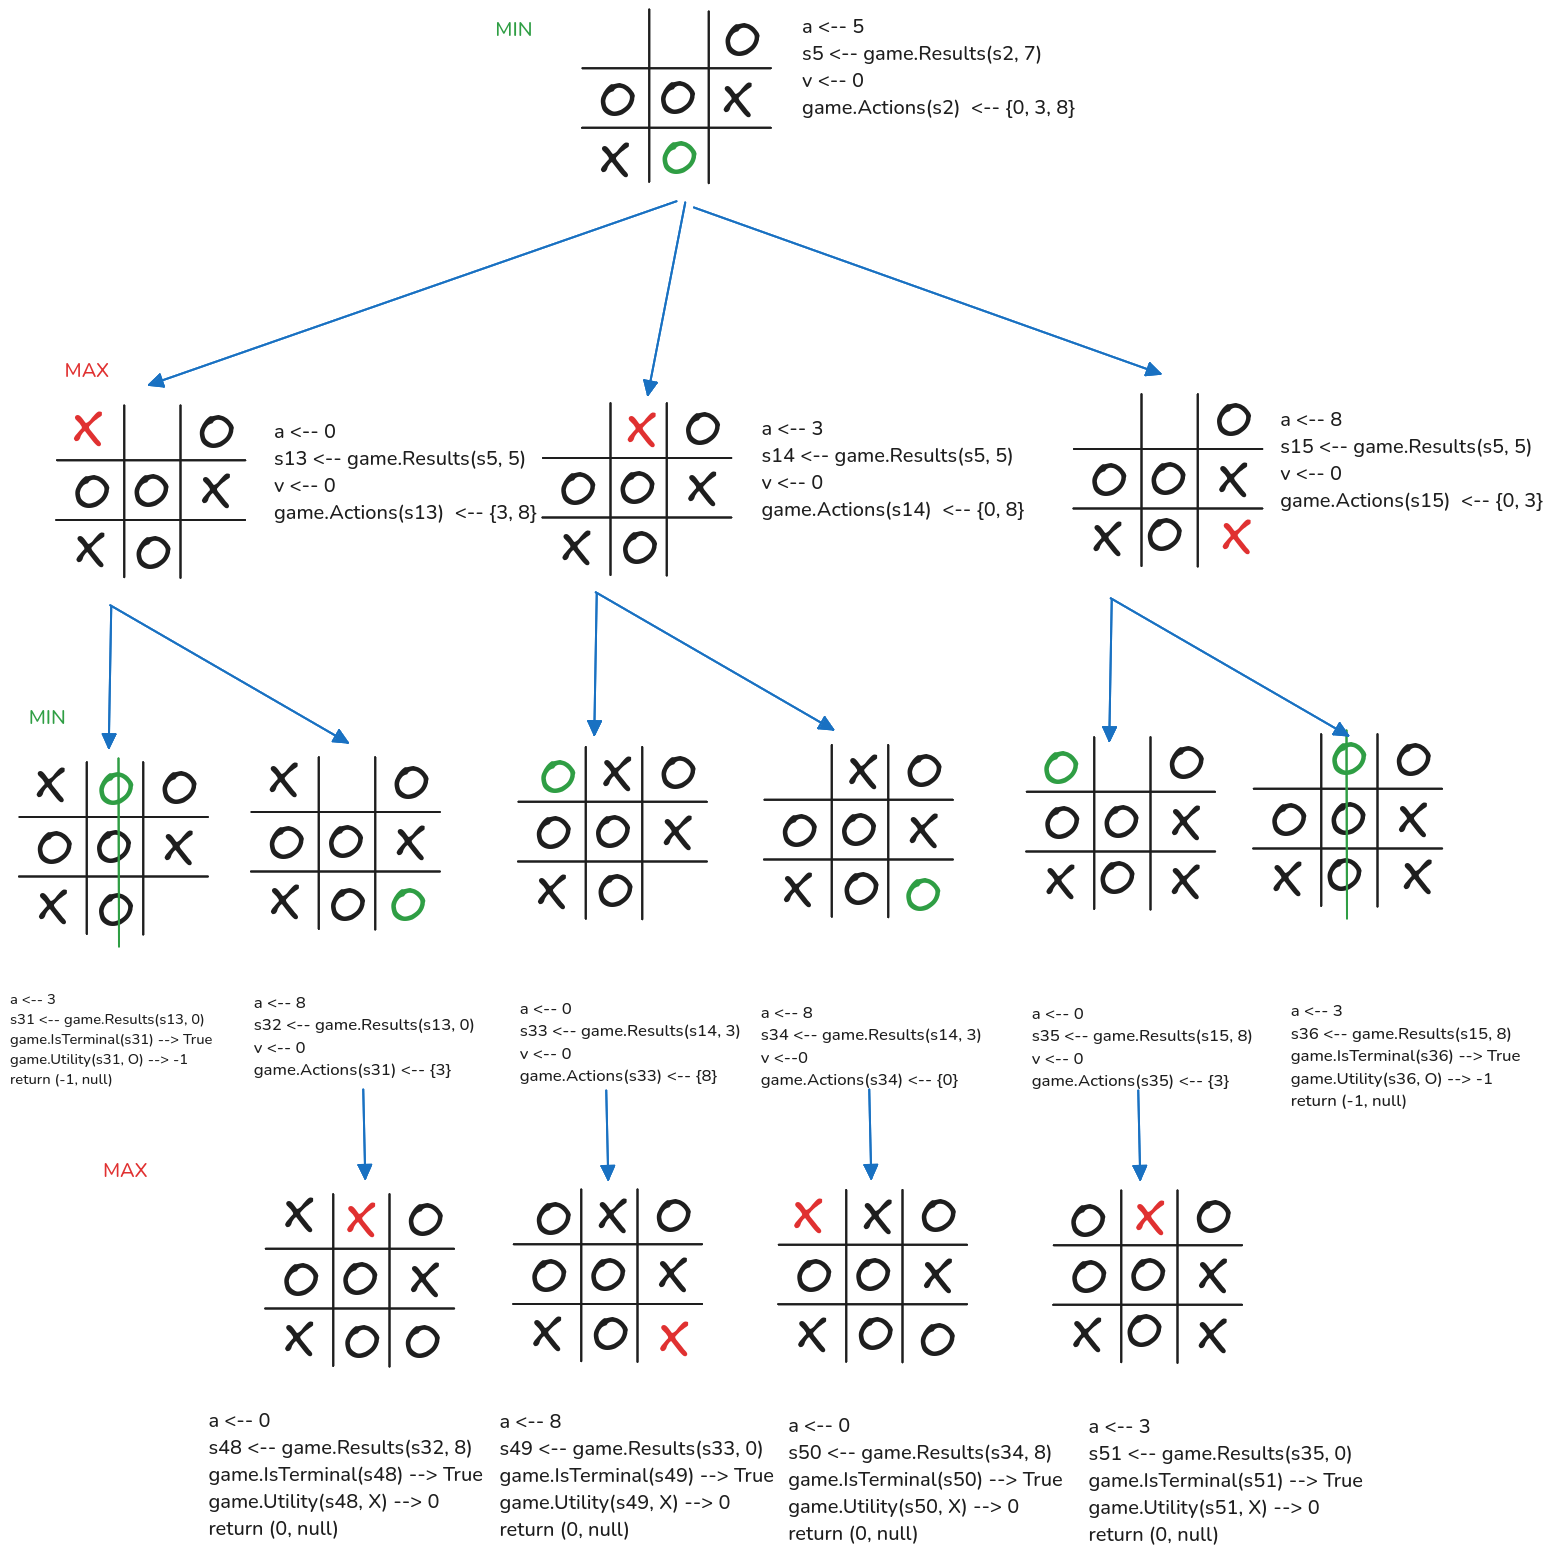 MIN
a <-- 5
s5 <-- game.Results(s2, 7)
v <-- 0
game.Actions(s2)  <-- {0, 3, 8}
O
O O X
X O
MAX
a <-- 0
s13 <-- game.Results(s5, 5)
v <-- 0
game.Actions(s13)  <-- {3, 8}
X O
O O X
X O
a <-- 3
s14 <-- game.Results(s5, 5)
v <-- 0
game.Actions(s14)  <-- {0, 8}
X O
O O X
X O
a <-- 8
s15 <-- game.Results(s5, 5)
v <-- 0
game.Actions(s15)  <-- {0, 3}
O
O O X
X O X
MIN
X O O
O O X
X O
a <-- 3
s31 <-- game.Results(s13, 0)
game.IsTerminal(s31) --> True
game.Utility(s31, O) --> -1
return (-1, null)
X O
O O X
X O O
a <-- 8
s32 <-- game.Results(s13, 0)
v <-- 0
game.Actions(s31) <-- {3}
O X O
O O X
X O
a <-- 0
s33 <-- game.Results(s14, 3)
v <-- 0
game.Actions(s33) <-- {8}
X O
O O X
X O O
a <-- 8
s34 <-- game.Results(s14, 3)
v <--0
game.Actions(s34) <-- {0}
O O
O O X
X O X
a <-- 0
s35 <-- game.Results(s15, 8)
v <-- 0
game.Actions(s35) <-- {3}
O O
O O X
X O X
a <-- 3
s36 <-- game.Results(s15, 8)
game.IsTerminal(s36) --> True
game.Utility(s36, O) --> -1
return (-1, null)
MAX
X X O
O O X
X O O
a <-- 0
s48 <-- game.Results(s32, 8)
game.IsTerminal(s48) --> True
game.Utility(s48, X) --> 0
return (0, null)
O X O
O O X
X O X
a <-- 8
s49 <-- game.Results(s33, 0)
game.IsTerminal(s49) --> True
game.Utility(s49, X) --> 0
return (0, null)
X X O
O O X
X O O
a <-- 0
s50 <-- game.Results(s34, 8)
game.IsTerminal(s50) --> True
game.Utility(s50, X) --> 0
return (0, null)
O X O
O O X
X O X
a <-- 3
s51 <-- game.Results(s35, 0)
game.IsTerminal(s51) --> True
game.Utility(s51, X) --> 0
return (0, null)